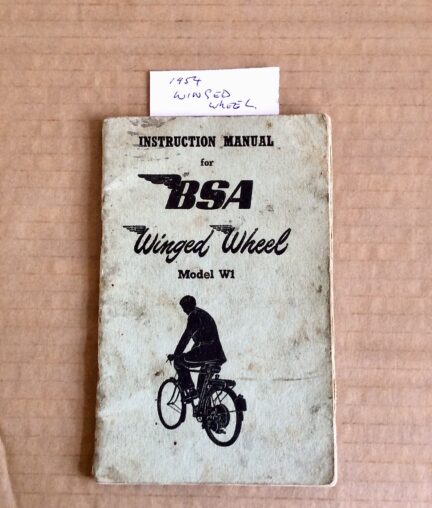 1954
WINGED
WHEEL.
INSTRUCTION MANUAL
for
BSA
Winged Wheel
Model W1